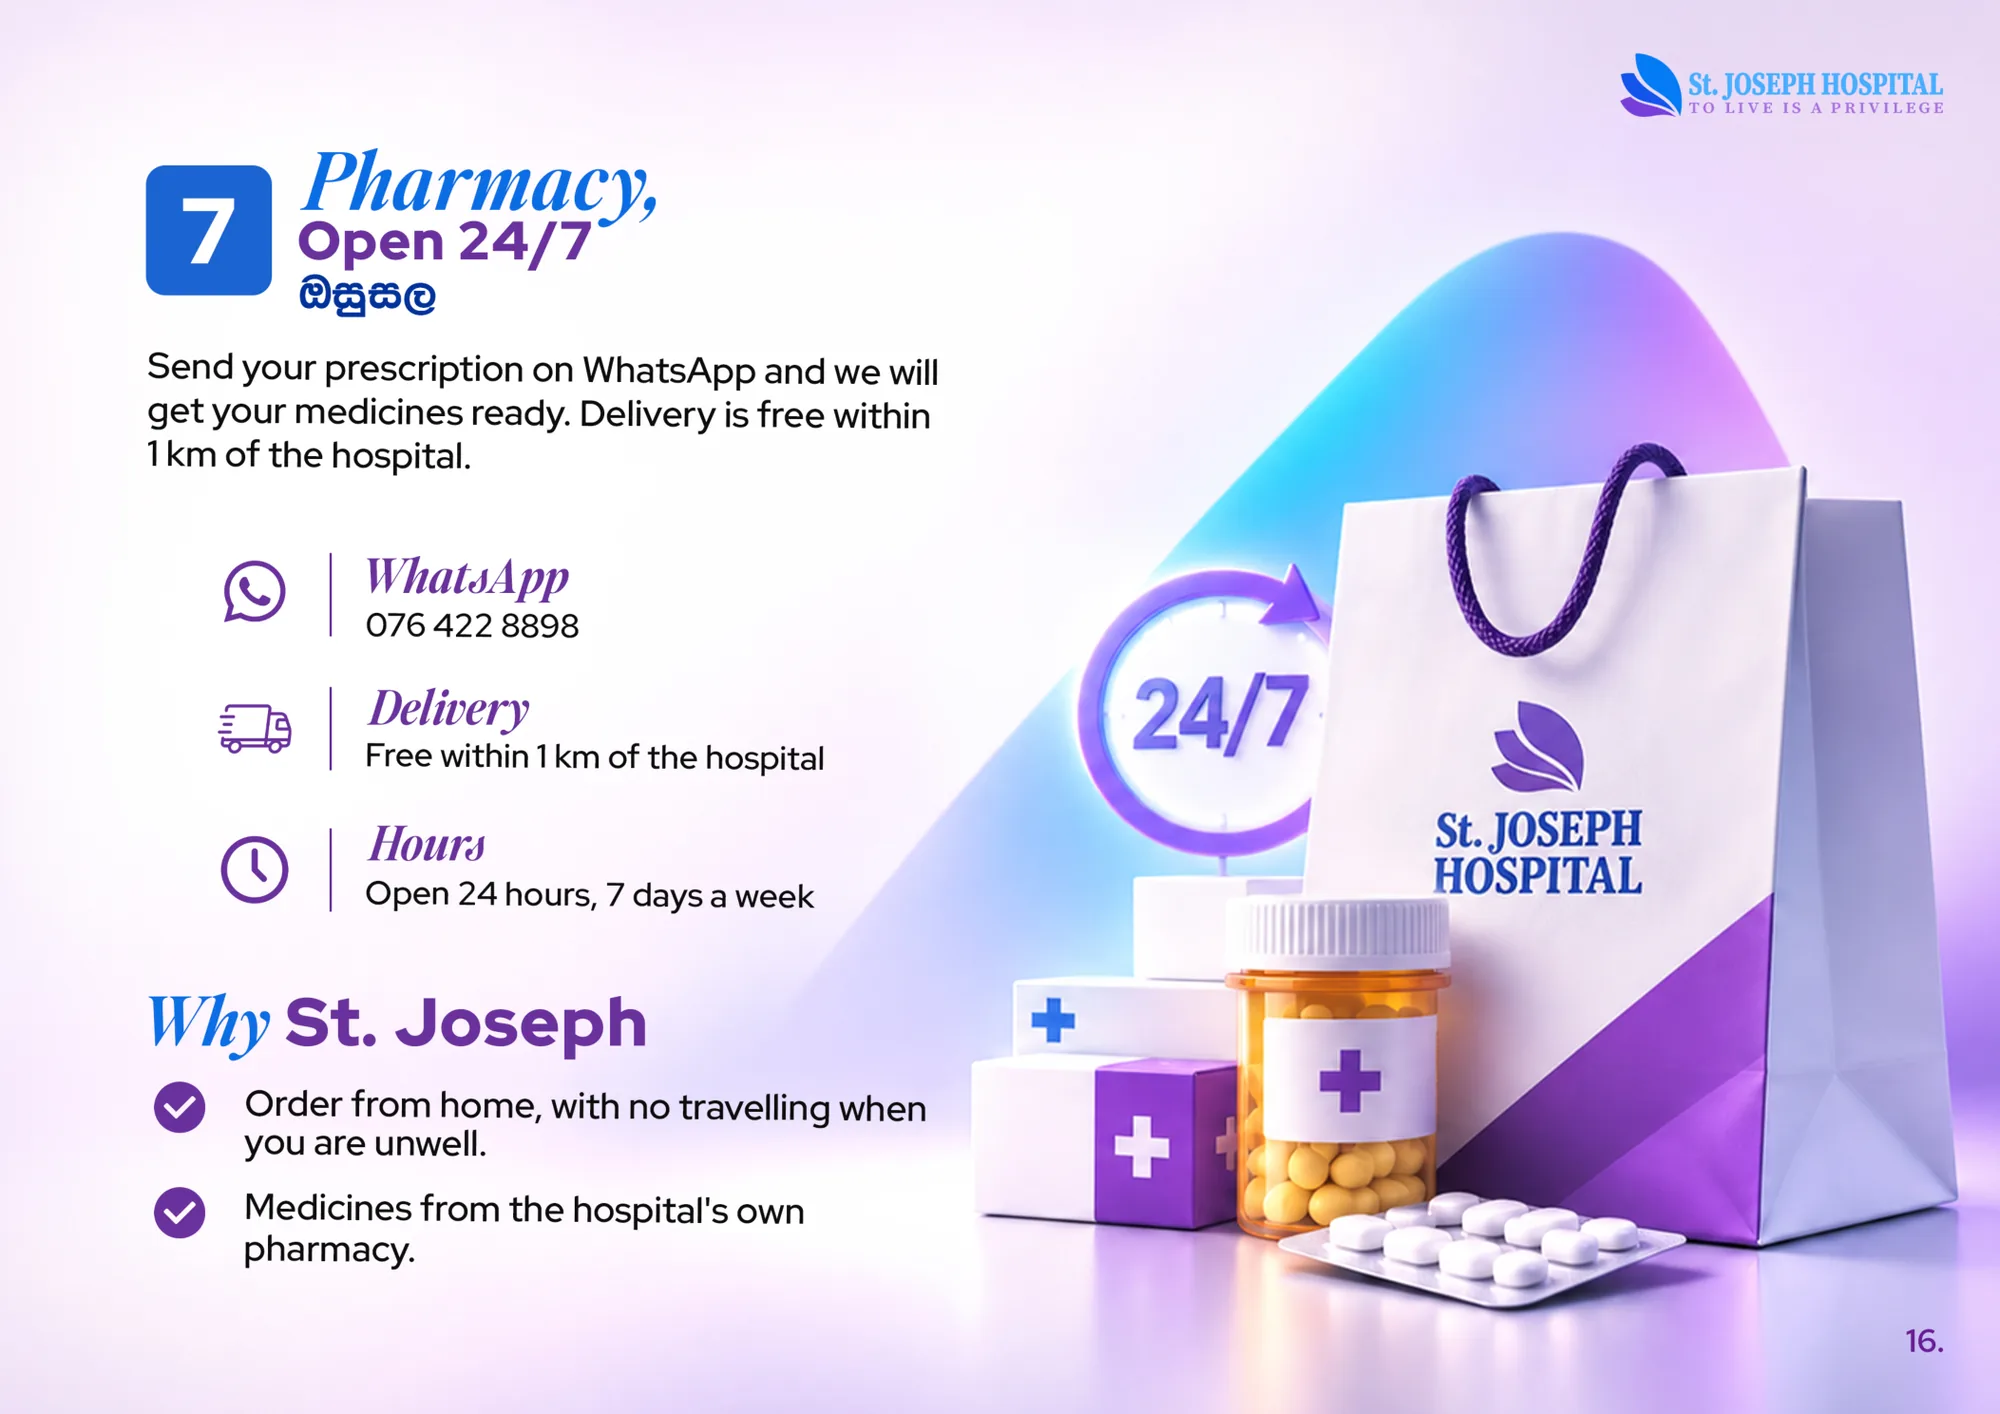 St. JOSEPH HOSPITAL
TO LIVE IS A PRIVILEGE
7
Pharmacy,
Open 24/7
ඔසුසල
Send your prescription on WhatsApp and we will
get your medicines ready. Delivery is free within
1 km of the hospital.
WhatsApp
076 422 8898
Delivery
Free within 1 km of the hospital
Hours
Open 24 hours, 7 days a week
Why St. Joseph
Order from home, with no travelling when
you are unwell.
Medicines from the hospital's own
pharmacy.
24/7
St. JOSEPH
HOSPITAL
16.